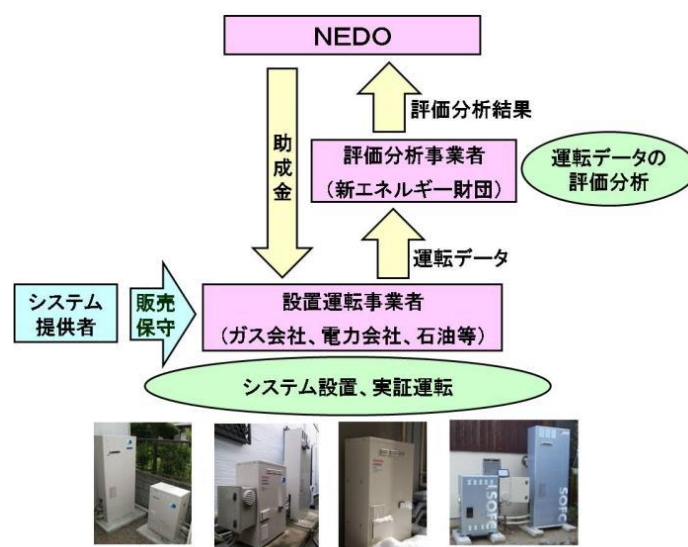 NEDO
助成金
評価分析結果
評価分析事業者
(新エネルギー財団)
運転データの
評価分析
運転データ
システム
提供者
販売
保守
設置運転事業者
(ガス会社、電力会社、石油等)
システム設置、実証運転
SOFC
SOFC